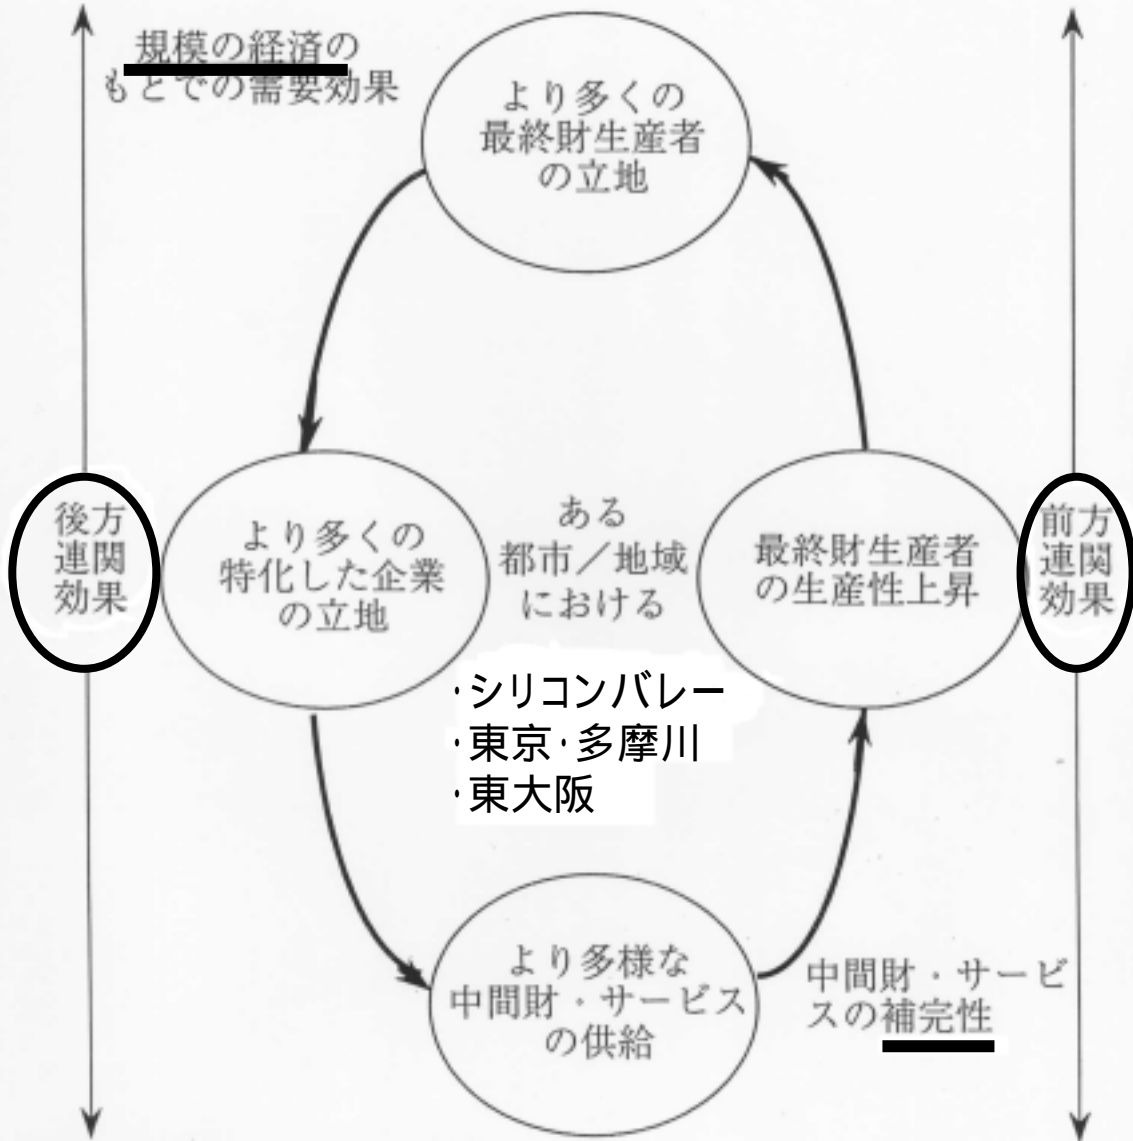 規模の経済の
もとでの需要効果
より多くの
最終財生産者
の立地
後方
連関
効果
より多くの
特化した企業
の立地
ある
都市／地域
における
・シリコンバレー
・東京・多摩川
・東大阪
最終財生産者
の生産性上昇
前方
連関
効果
より多様な
中間財・サービス
の供給
中間財・サービ
スの補完性